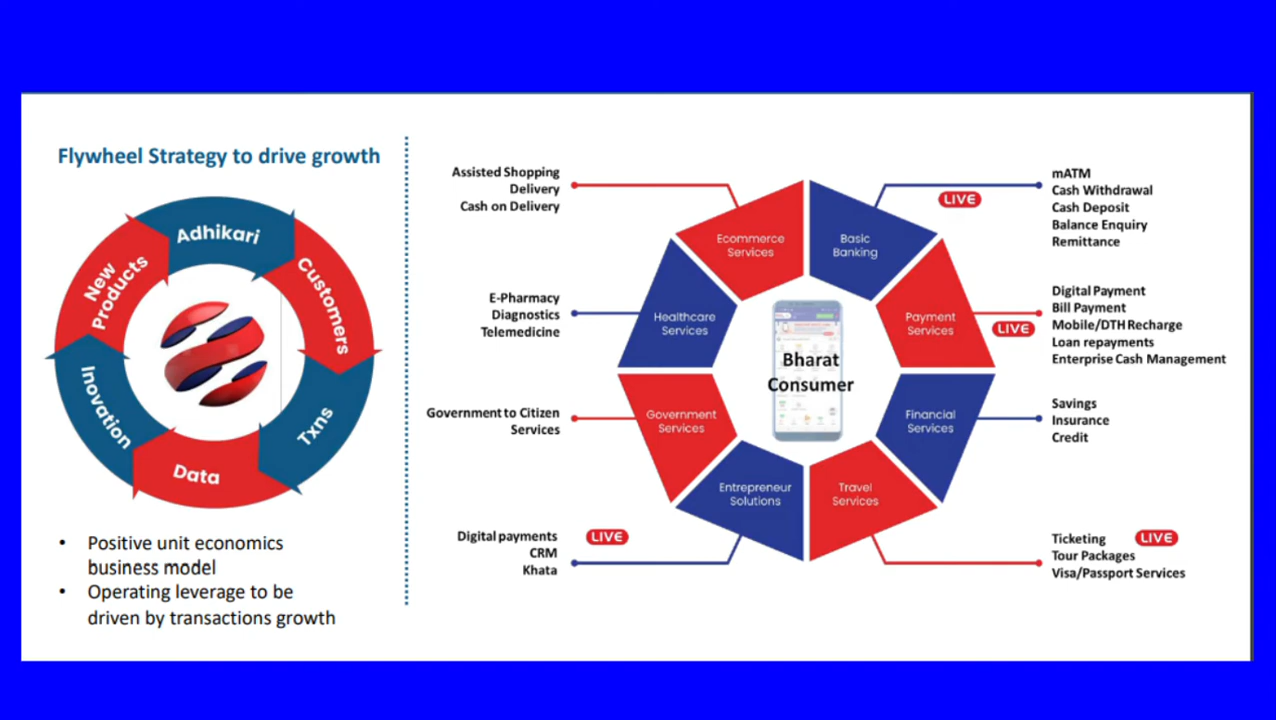 Flywheel Strategy to drive growth
Adhikari
Customers
Txns
Data
Inovation
New
Products
• Positive unit economics
business model
• Operating leverage to be
driven by transactions growth
Assisted Shopping
Delivery
Cash on Delivery
E-Pharmacy
Diagnostics
Telemedicine
Government to Citizen
Services
Digital payments
CRM
Khata
LIVE
Ecommerce
Services
Basic
Banking
Healthcare
Services
Payment
Services
Bharat
Consumer
Government
Services
Financial
Services
Entrepreneur
Solutions
Travel
Services
LIVE
mATM
Cash Withdrawal
Cash Deposit
Balance Enquiry
Remittance
LIVE
Digital Payment
Bill Payment
Mobile/DTH Recharge
Loan repayments
Enterprise Cash Management
Savings
Insurance
Credit
Ticketing
LIVE
Tour Packages
Visa/Passport Services